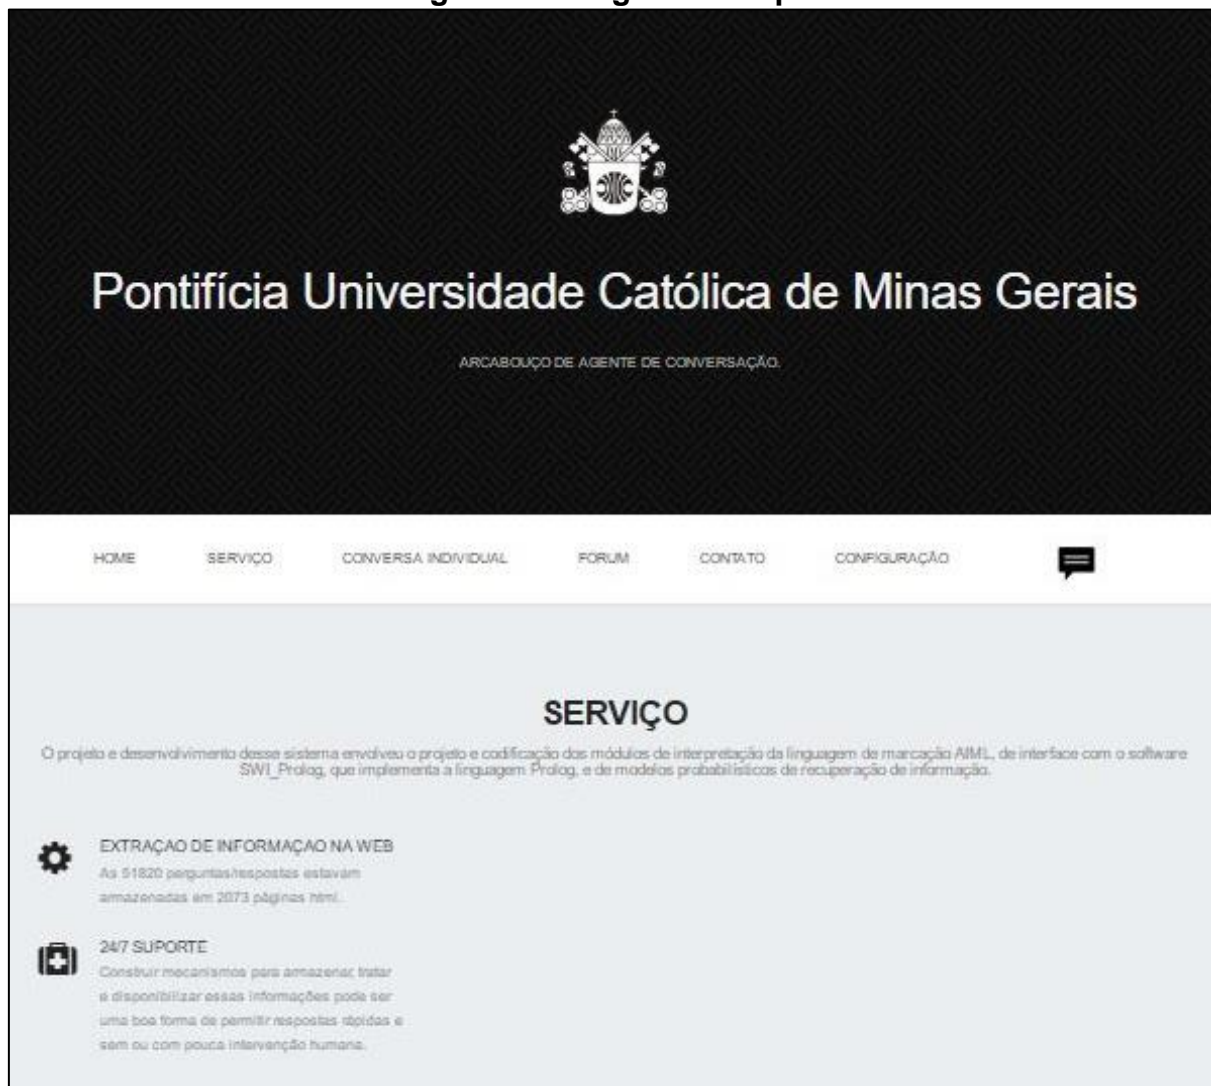 Pontifícia Universidade Católica de Minas Gerais
ARCABOUÇO DE AGENTE DE CONVERSAÇÃO.
HOME SERVIÇO CONVERSA INDIVIDUAL FORUM CONTATO CONFIGURAÇÃO
SERVIÇO
O projeto e desenvolvimento desse sistema envolveu o projeto e codificação dos módulos de interpretação da linguagem de marcação AIML, de interface com o software
SWI_Prolog, que implementa a linguagem Prolog, e de modelos probabilísticos de recuperação de informação.
EXTRAÇAO DE INFORMAÇAO NA WEB
As 51820 perguntas/respostas estavam
armazenadas em 2073 páginas html.
24/7 SUPORTE
Construir mecanismos para armazenar, tratar
e disponibilizar essas informações pode ser
uma boa forma de permitir respostas rápidas e
sem ou com pouca intervenção humana.